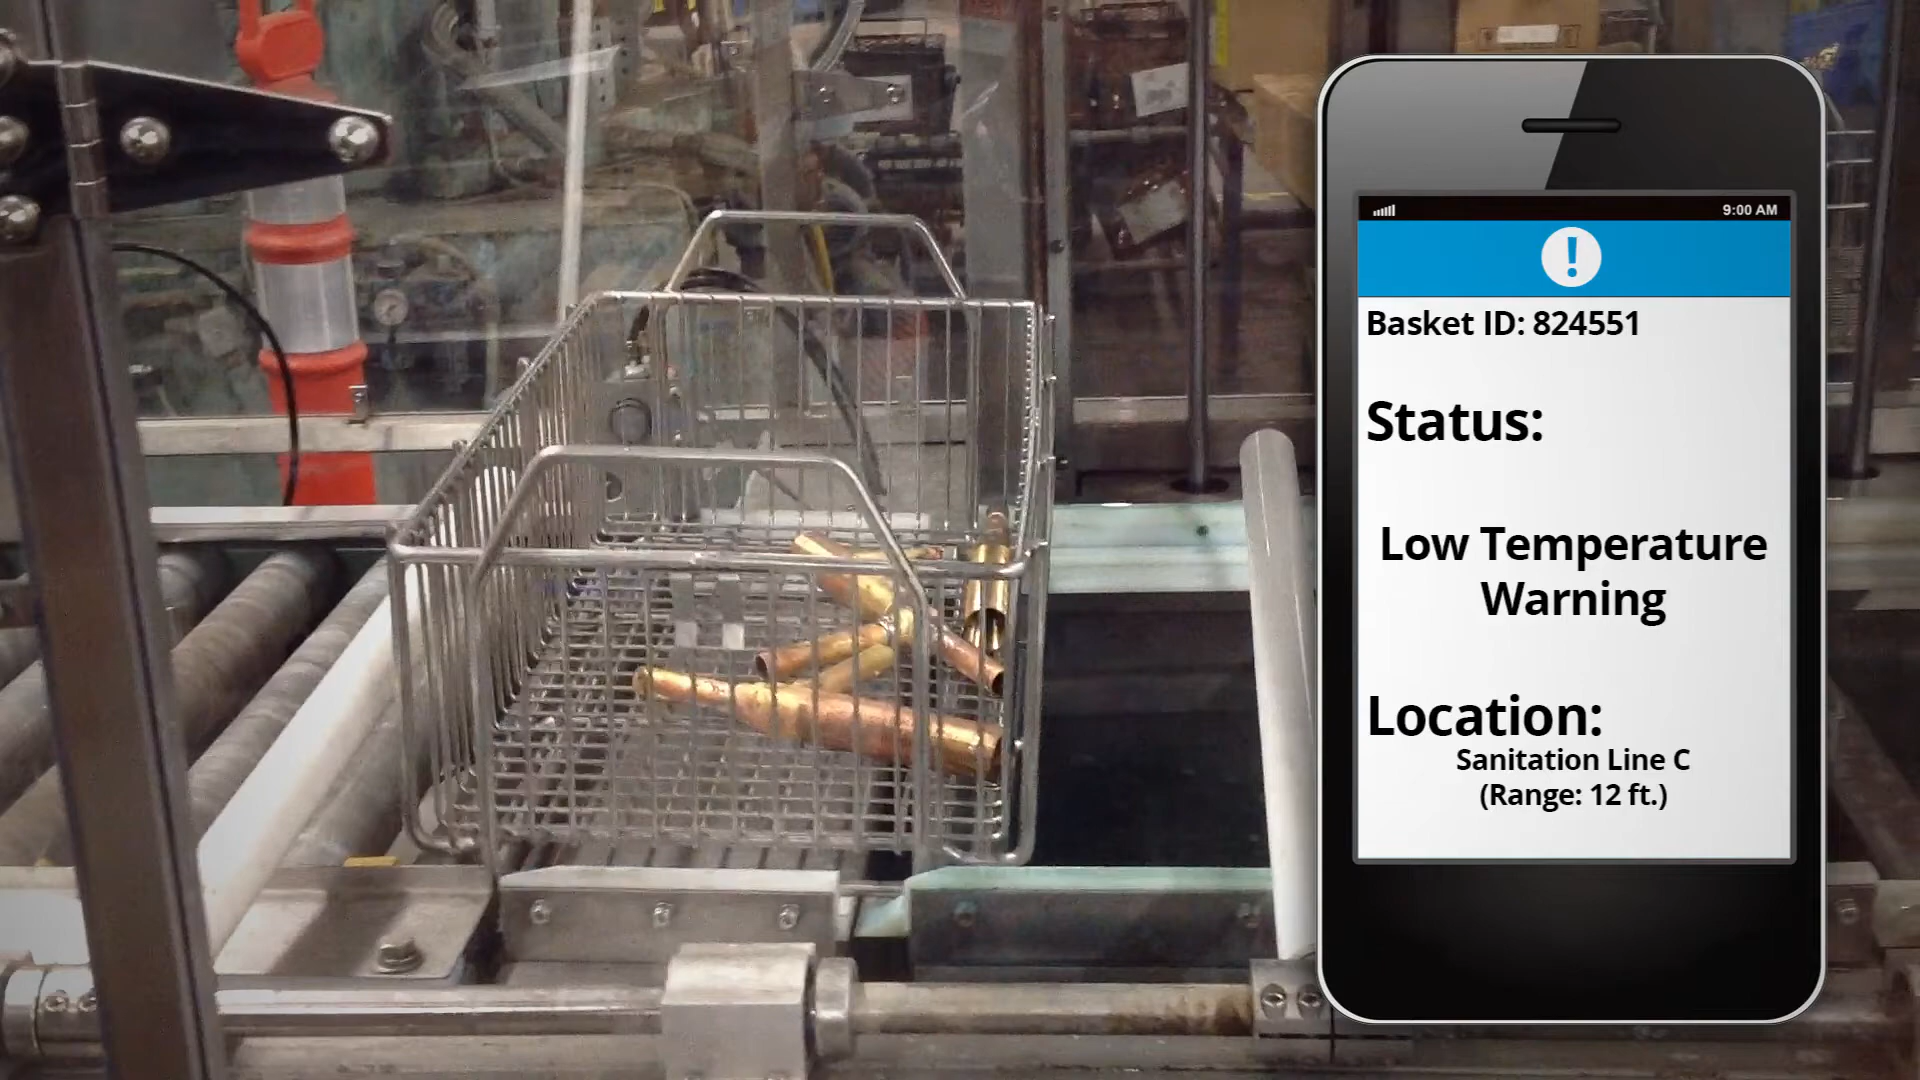 9:00 AM
!
Basket ID: 824551
Status:
Low Temperature
Warning
Location:
Sanitation Line C
(Range: 12 ft.)